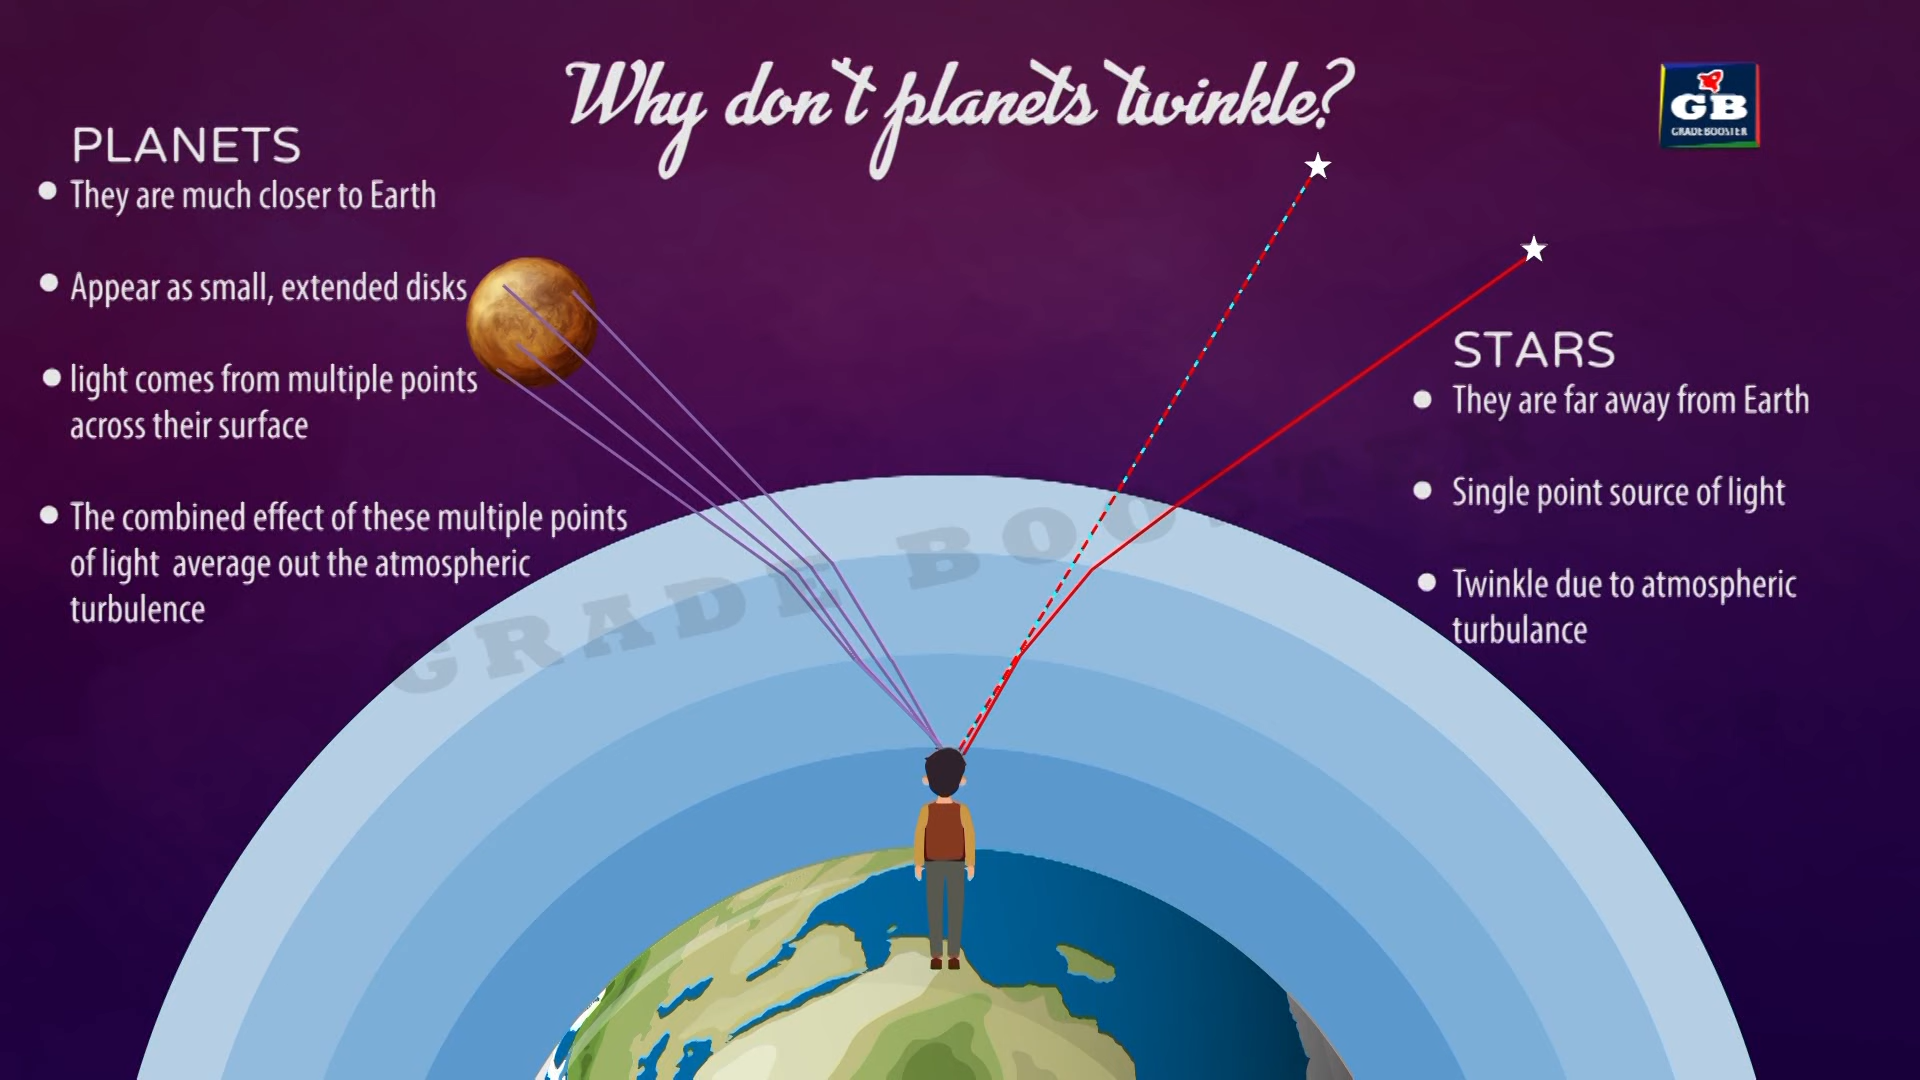 Why don't planets twinkle?
GB
GRADE BOOSTER
PLANETS
They are much closer to Earth
Appear as small, extended disks
light comes from multiple points
across their surface
The combined effect of these multiple points
of light average out the atmospheric
turbulence
STARS
They are far away from Earth
Single point source of light
Twinkle due to atmospheric
turbulance
GRADE BOOSTER